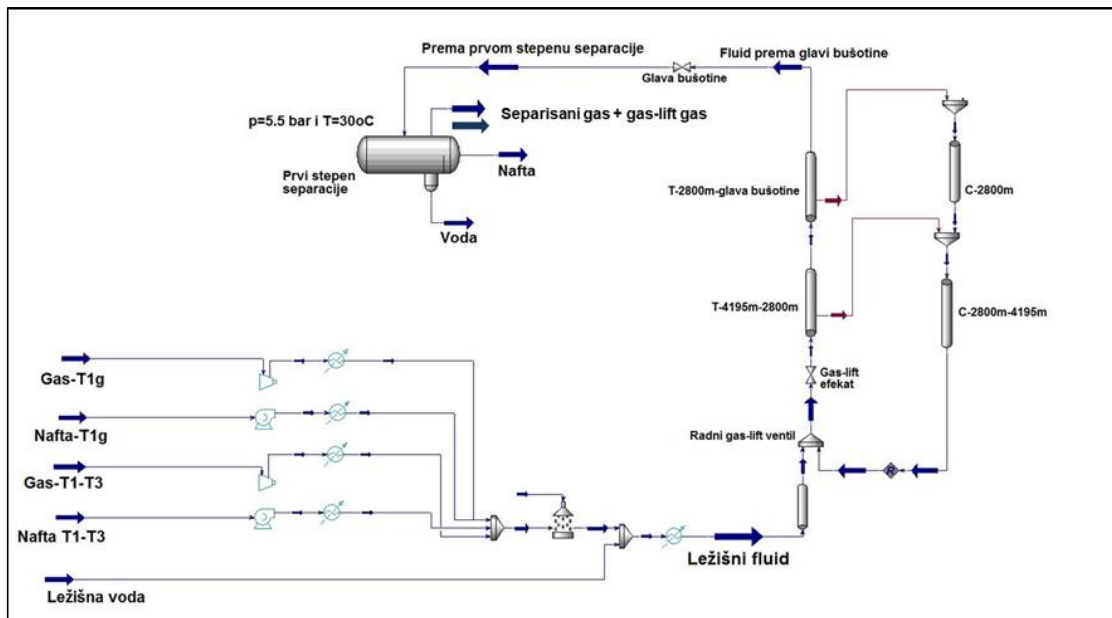 Prema prvom stepenu separacije
Fluid prema glavi bušotine
Glava bušotine
p=5.5 bar i T=30oC
Separisani gas + gas-lift gas
Nafta
Prvi stepen
separacije
Voda
T-2800m-glava bušotine
C-2800m
T-4195m-2800m
C-2800m-4195m
Gas-lift
efekat
Radni gas-lift ventil
R
Gas-T1g
Nafta-T1g
Gas-T1-T3
Nafta T1-T3
Ležišni fluid
Ležišna voda